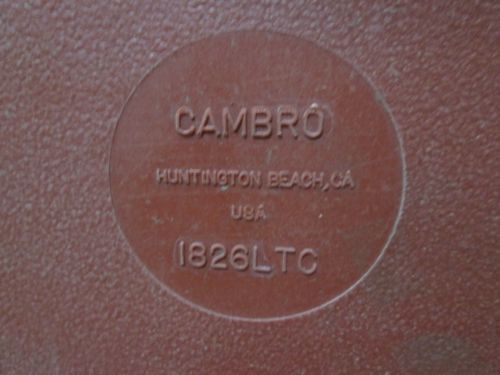 CAMBRO
HUNTINGTON BEACH, CA
USA
1826LTC